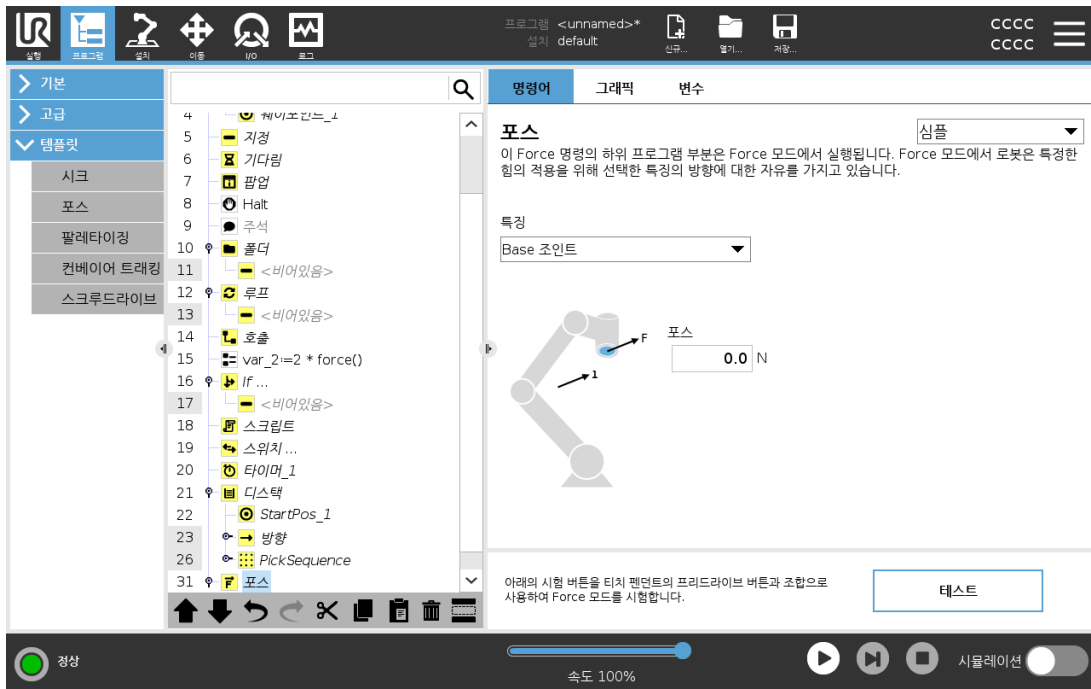 UR
실행
프로그램
설치
이동
I/O
로그
프로그램 <unnamed>*
설치 default
신규...
열기...
저장...
CCCC
CCCC
기본
고급
템플릿
시크
포스
팔레타이징
컨베이어 트래킹
스크루드라이브
4 웨이포인트_1
5 지정
6 기다림
7 팝업
8 Halt
9 주석
10 폴더
11 <비어있음>
12 루프
13 <비어있음>
14 호출
15 var_2≔2 * force()
16 If ...
17 <비어있음>
18 스크립트
19 스위치 ...
20 타이머_1
21 디스택
22 StartPos_1
23 방향
26 PickSequence
31 포스
명령어 그래픽 변수
포스
심플
이 Force 명령의 하위 프로그램 부분은 Force 모드에서 실행됩니다. Force 모드에서 로봇은 특정한
힘의 적용을 위해 선택한 특징의 방향에 대한 자유를 가지고 있습니다.
특징
Base 조인트
F
1
포스
0.0 N
아래의 시험 버튼을 티치 펜던트의 프리드라이브 버튼과 조합으로
사용하여 Force 모드를 시험합니다.
테스트
정상
속도 100%
시뮬레이션